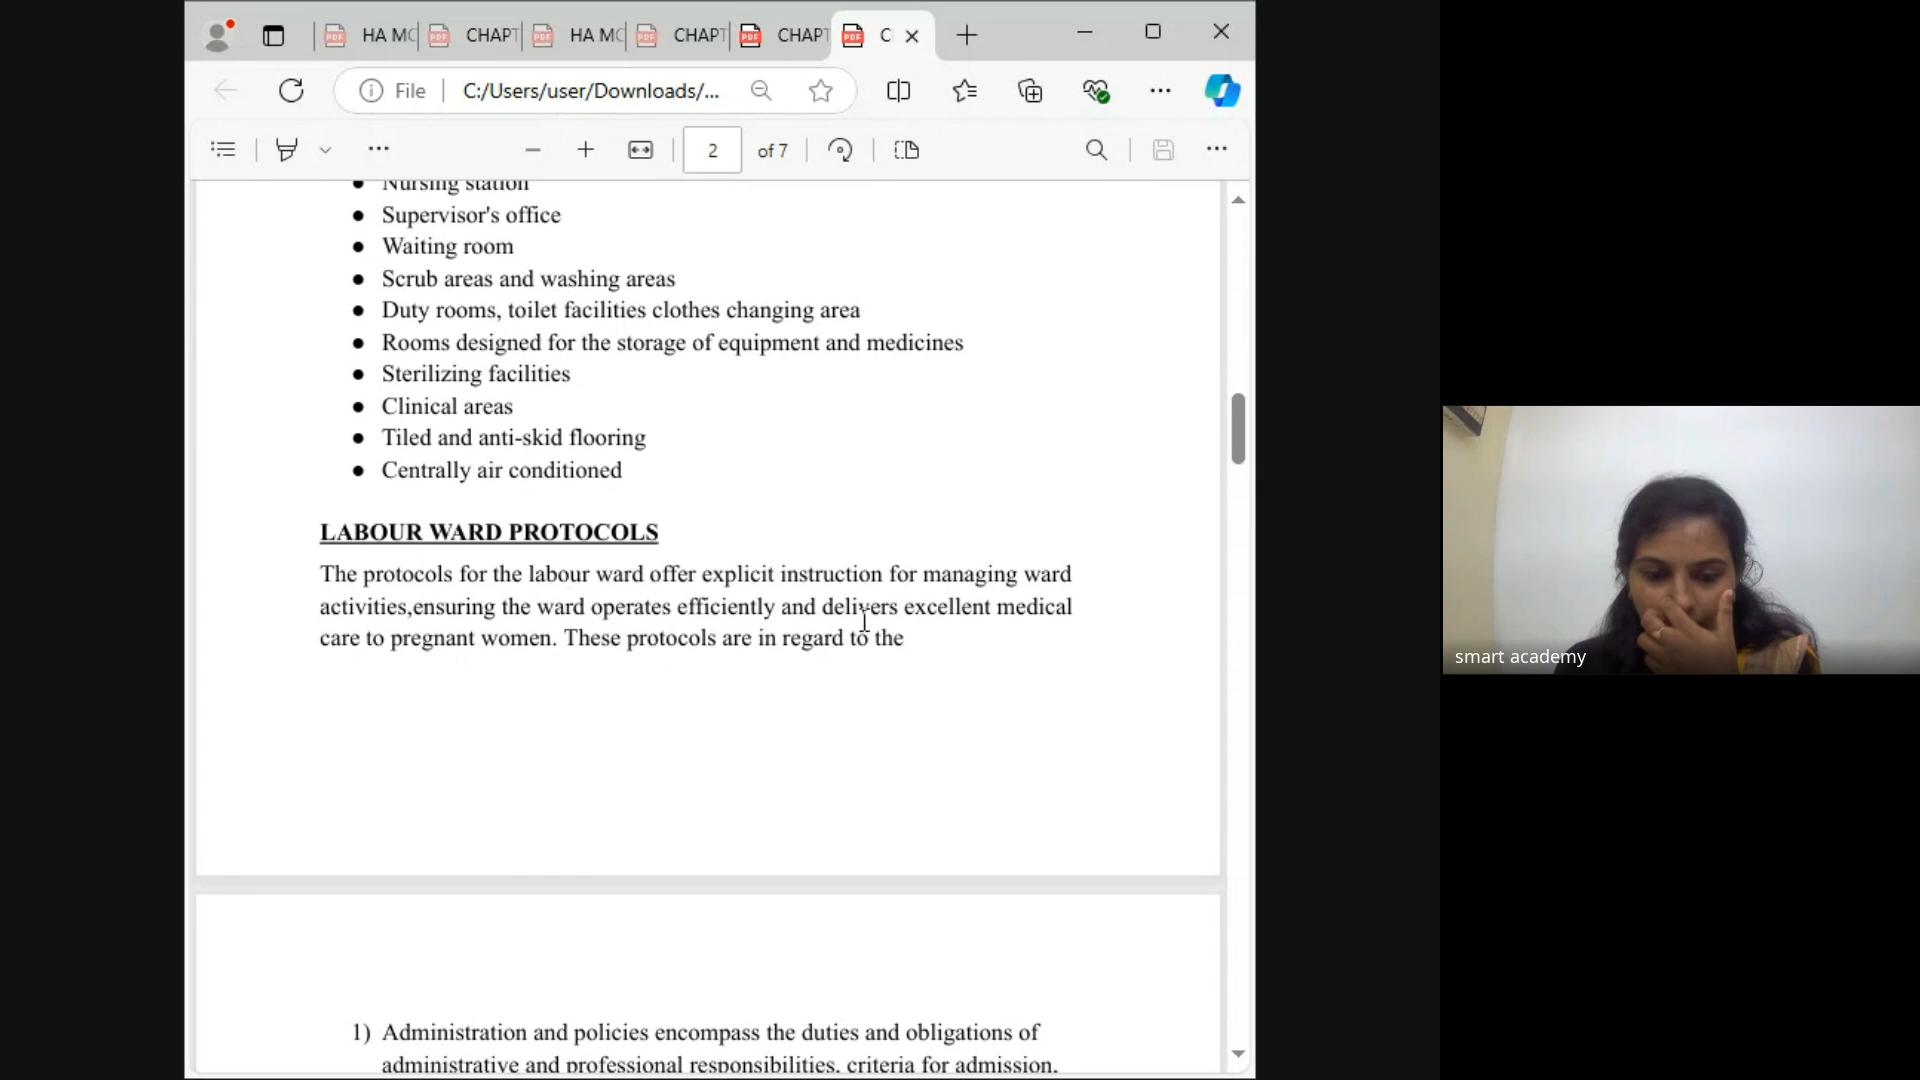 HA MC
CHAPT
HA MC
CHAPT
CHAPT
C
File
C:/Users/user/Downloads/...
2
of 7
Nursing station
Supervisor's office
Waiting room
Scrub areas and washing areas
Duty rooms, toilet facilities clothes changing area
Rooms designed for the storage of equipment and medicines
Sterilizing facilities
Clinical areas
Tiled and anti-skid flooring
Centrally air conditioned
LABOUR WARD PROTOCOLS
The protocols for the labour ward offer explicit instruction for managing ward
activities,ensuring the ward operates efficiently and delivers excellent medical
care to pregnant women. These protocols are in regard to the
1) Administration and policies encompass the duties and obligations of
administrative and professional responsibilities, criteria for admission,
smart academy